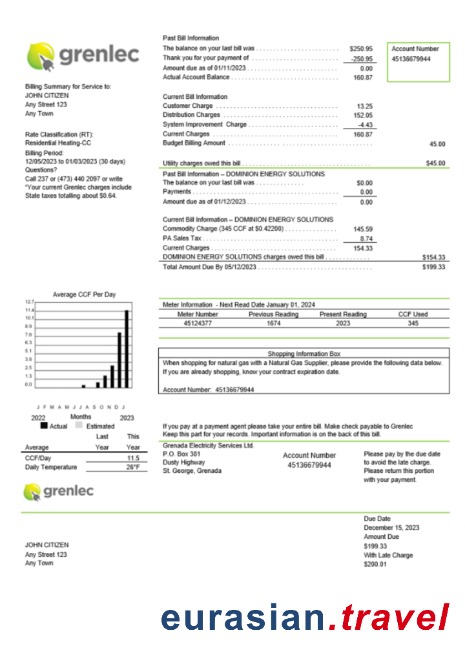 grenlec
Billing Summary for Service to:
JOHN CITIZEN
Any Street 123
Any Town
Rate Classification (RT):
Residential Heating-CC
Billing Period:
12/05/2023 to 01/03/2023 (30 days)
Questions?
Call 237 or (473) 440 2097 or write
*Your current Grenlec charges include
State taxes totalling about $0.64.
Past Bill Information
The balance on your last bill was $250.95
Thank you for your payment of -250.95
Amount due as of 01/11/2023 0.00
Actual Account Balance 160.87
Account Number
45136679944
Current Bill Information
Customer Charge 13.25
Distribution Charges 152.05
System Improvement Charge -4.43
Current Charges 160.87
Budget Billing Amount 45.00
Utility charges owed this bill $45.00
Past Bill Information – DOMINION ENERGY SOLUTIONS
The balance on your last bill was $0.00
Payments 0.00
Amount due as of 01/12/2023 0.00
Current Bill Information – DOMINION ENERGY SOLUTIONS
Commodity Charge (345 CCF at $0.42200) 145.59
PA Sales Tax 8.74
Current Charges 154.33
DOMINION ENERGY SOLUTIONS charges owed this bill $154.33
Total Amount Due By 05/12/2023 $199.33
Average CCF Per Day
12.7
11.4
8.9
7.6
6.3
5.1
3.8
2.5
1.3
0.0
J F M A M J J A S O N D J
2022 Months 2023
Actual Estimated
Last This
Average Year Year
CCF/Day 11.5
Daily Temperature 26°F
Meter Information - Next Read Date January 01, 2024
Meter Number Previous Reading Present Reading CCF Used
45124377 1674 2023 345
Shopping Information Box
When shopping for natural gas with a Natural Gas Supplier, please provide the following data below.
If you are already shopping, know your contract expiration date.
Account Number: 45136679944
If you pay at a payment agent please take your entire bill. Make check payable to Grenlec
Keep this part for your records. Important information is on the back of this bill.
Grenada Electricity Services Ltd.
P.O. Box 381
Dusty Highway
St. George, Grenada
Account Number
45136679944
Please pay by the due date
to avoid the late charge.
Please return this portion
with your payment.
grenlec
JOHN CITIZEN
Any Street 123
Any Town
Due Date
December 15, 2023
Amount Due
$199.33
With Late Charge
$200.01
eurasian.travel